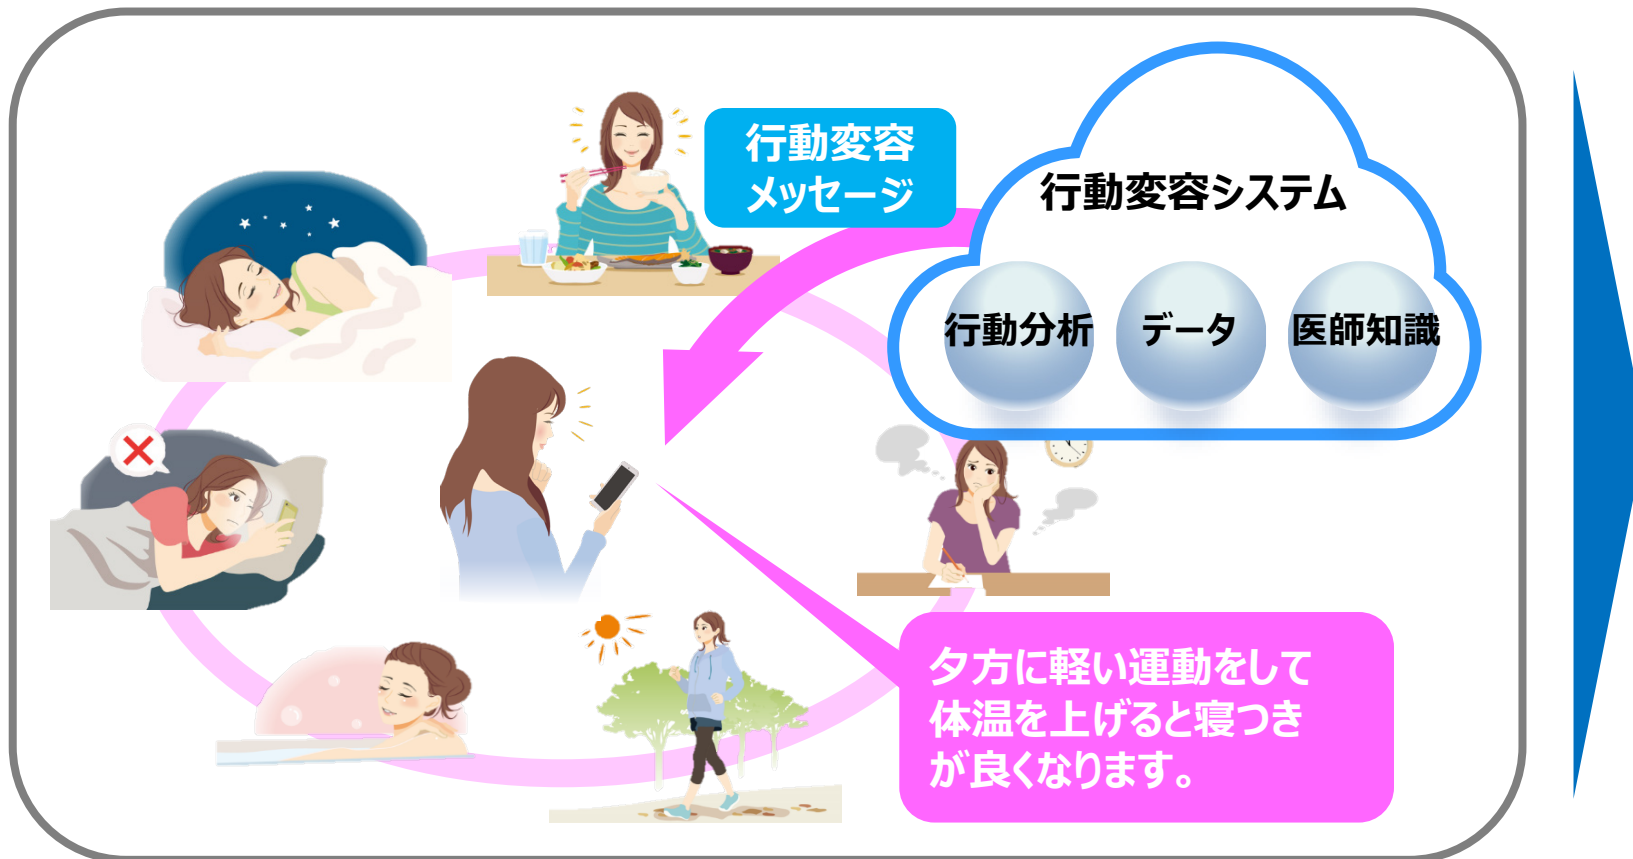 行動変容
メッセージ
行動変容システム
行動分析
データ
医師知識
夕方に軽い運動をして
体温を上げると寝つき
が良くなります。